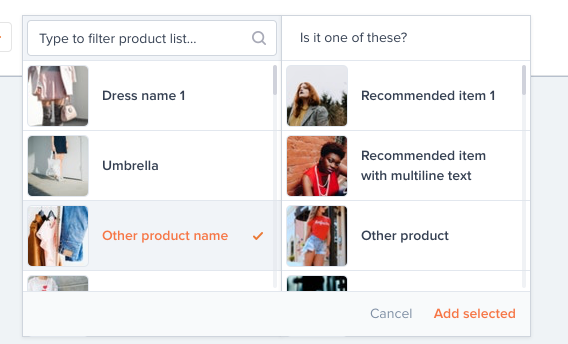 Type to filter product list...
Is it one of these?
Dress name 1
Umbrella
Other product name
Recommended item 1
Recommended item
with multiline text
Other product
Cancel
Add selected